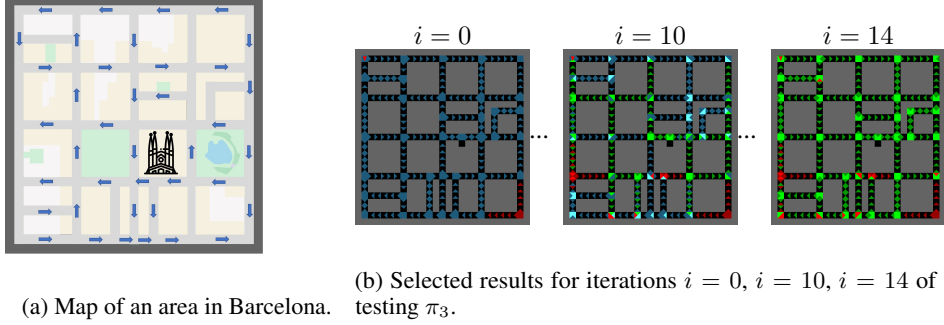 i = 0
i = 10
i = 14
...
...
(a) Map of an area in Barcelona.
(b) Selected results for iterations i = 0, i = 10, i = 14 of
testing π₃.